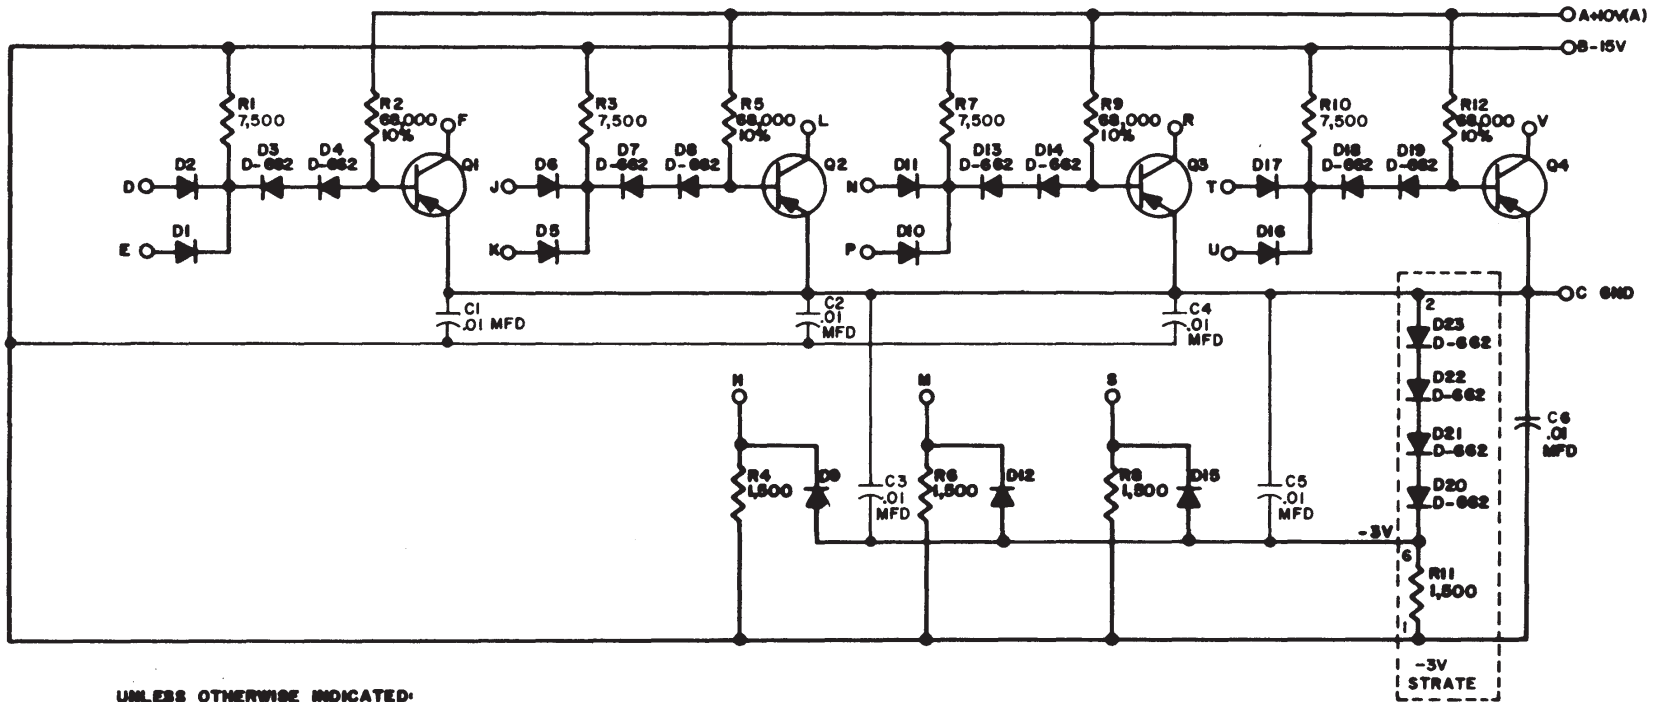 A+10V(A)
B-15V
R1
7,500
R2
68,000
10%
F
R3
7,500
R5
68,000
10%
L
R7
7,500
R9
68,000
10%
R
R10
7,500
R12
68,000
10%
V
D2
D3
D-662
D4
D-662
Q1
D6
D7
D-662
D8
D-662
Q2
D11
D13
D-662
D14
D-662
Q3
D17
D18
D-662
D19
D-662
Q4
D
J
N
T
D1
D5
D10
D16
E
K
P
U
C GND
C1
.01 MFD
C2
.01
MFD
C4
.01
MFD
2
D23
D-662
H
M
S
D22
D-662
C6
.01
MFD
D21
D-662
R4
1,500
D9
C3
.01
MFD
R6
1,500
D12
R8
1,500
D15
C5
.01
MFD
D20
D-662
-3V
6
R11
1,500
1
-3V
STRATE
UNLESS OTHERWISE INDICATED: